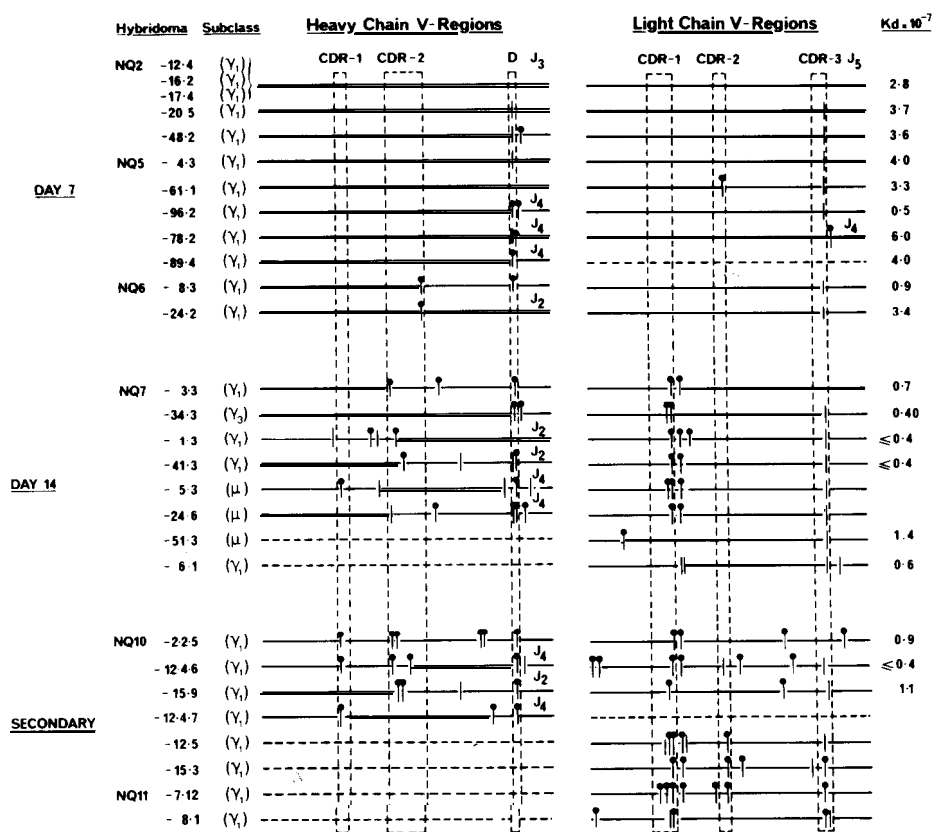 Heavy Chain V-Regions Light Chain V-Regions Kd.10⁻⁷
Hybridoma Subclass
CDR-1 CDR-2 D J₃ CDR-1 CDR-2 CDR-3 J₅
NQ2 -12·4 (γ₁)
-16·2 (γ₁) 2·8
-17·4 (γ₁)
-20·5 (γ₁) 3·7
-48·2 (γ₁) 3·6
NQ5 - 4·3 (γ₁) 4·0
-61·1 (γ₁) 3·3
DAY 7
-96·2 (γ₁) J₄ 0·5
-78·2 (γ₁) J₄ J₄ 6·0
-89·4 (γ₁) J₄ 4·0
NQ6 - 8·3 (γ₁) 0·9
-24·2 (γ₁) J₂ 3·4
NQ7 - 3·3 (γ₁) 0·7
-34·3 (γ₃) 0·40
- 1·3 (γ₁) J₂ ≤0·4
-41·3 (γ₁) J₂ ≤0·4
DAY 14
- 5·3 (μ) J₄
-24·6 (μ) J₄
-51·3 (μ) 1·4
- 6·1 (γ₁) 0·6
NQ10 -2·2·5 (γ₁) 0·9
-12·4·6 (γ₁) J₄ ≤0·4
-15·9 (γ₁) J₂ 1·1
SECONDARY
-12·4·7 (γ₁) J₄
-12·5 (γ₁)
-15·3 (γ₁)
NQ11 -7·12 (γ₁)
- 8·1 (γ₁)